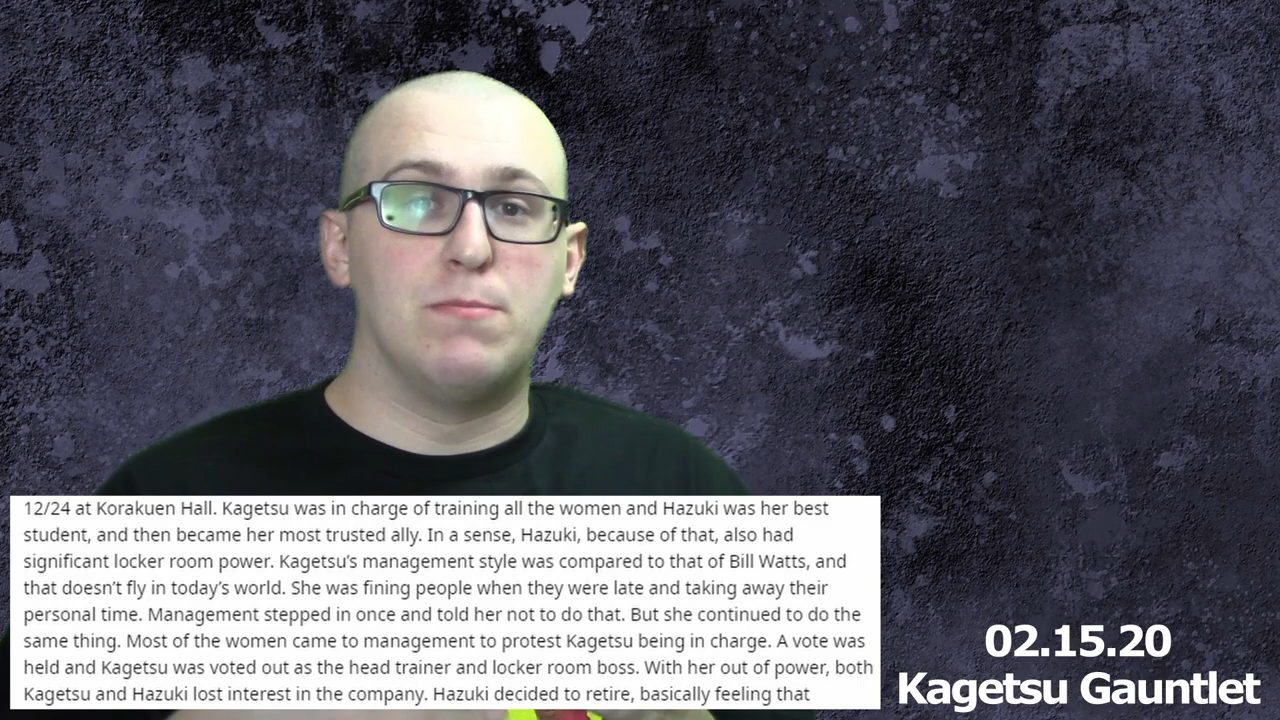 12/24 at Korakuen Hall. Kagetsu was in charge of training all the women and Hazuki was her best
student, and then became her most trusted ally. In a sense, Hazuki, because of that, also had
significant locker room power. Kagetsu’s management style was compared to that of Bill Watts, and
that doesn’t fly in today’s world. She was fining people when they were late and taking away their
personal time. Management stepped in once and told her not to do that. But she continued to do the
same thing. Most of the women came to management to protest Kagetsu being in charge. A vote was
held and Kagetsu was voted out as the head trainer and locker room boss. With her out of power, both
Kagetsu and Hazuki lost interest in the company. Hazuki decided to retire, basically feeling that
02.15.20
Kagetsu Gauntlet